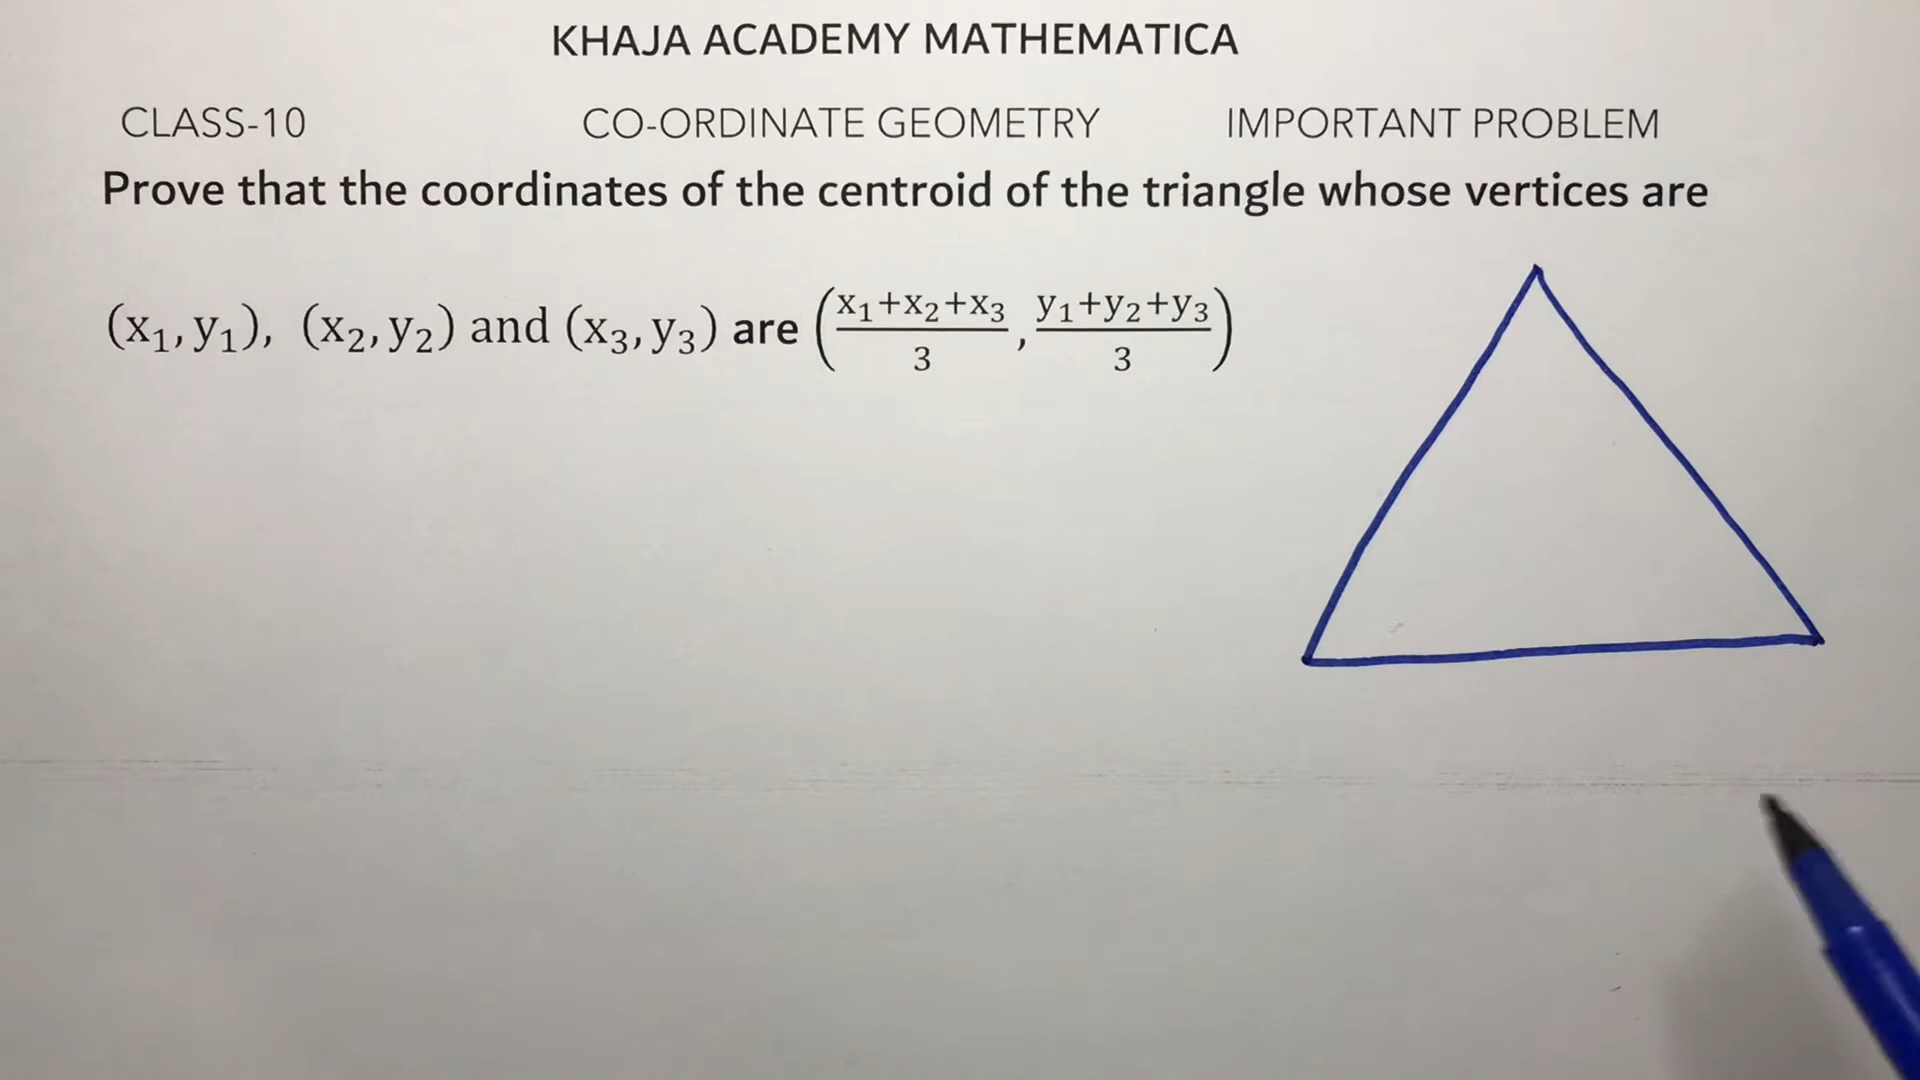 KHAJA ACADEMY MATHEMATICA
CLASS-10 CO-ORDINATE GEOMETRY IMPORTANT PROBLEM
Prove that the coordinates of the centroid of the triangle whose vertices are
(x₁, y₁), (x₂, y₂) and (x₃, y₃) are ((x₁+x₂+x₃)/3, (y₁+y₂+y₃)/3)